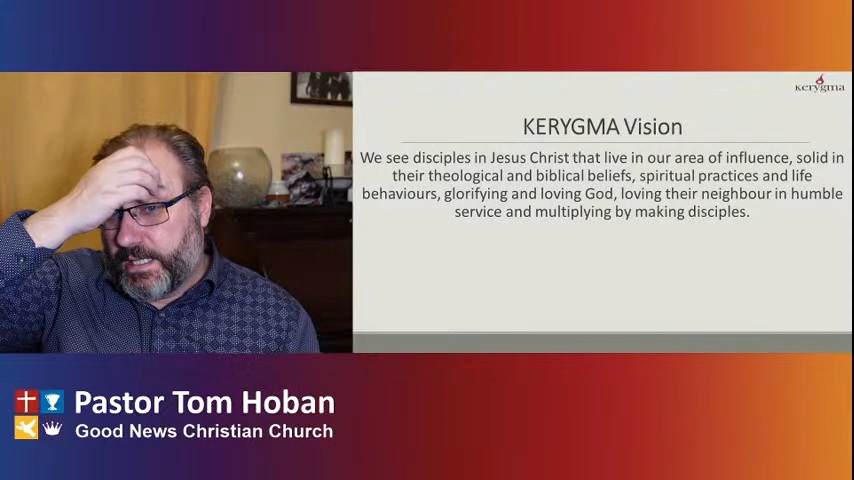 кerygma
KERYGMA Vision
We see disciples in Jesus Christ that live in our area of influence, solid in
their theological and biblical beliefs, spiritual practices and life
behaviours, glorifying and loving God, loving their neighbour in humble
service and multiplying by making disciples.
Pastor Tom Hoban
Good News Christian Church